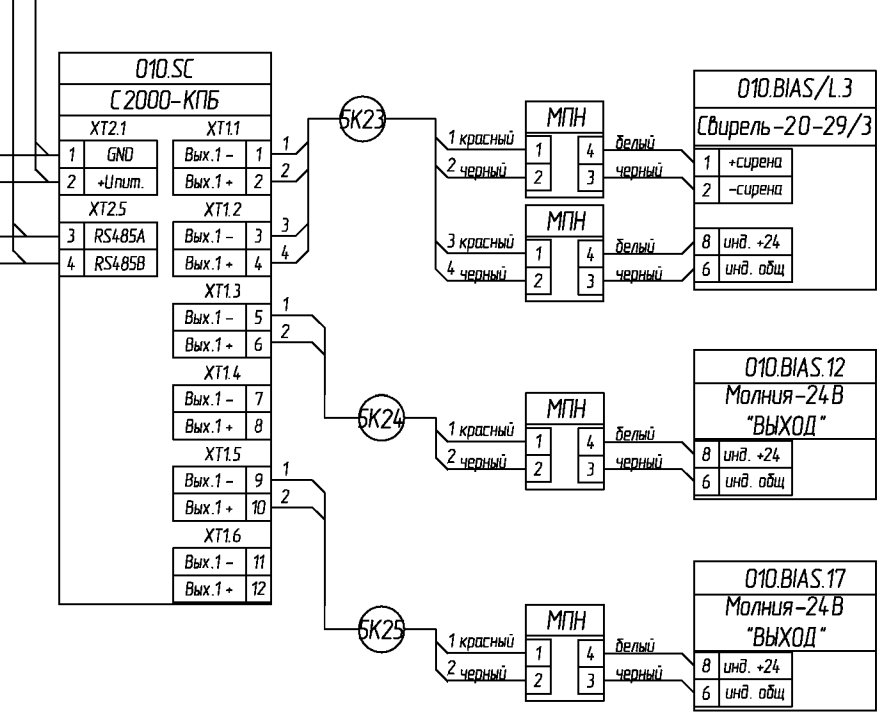 010.SC
С2000-КПБ
XT2.1
1 GND
2 +Uпит.
XT2.5
3 RS485A
4 RS485B
XT1.1
Вых.1 - 1
Вых.1 + 2
XT1.2
Вых.1 - 3
Вых.1 + 4
XT1.3
Вых.1 - 5
Вых.1 + 6
XT1.4
Вых.1 - 7
Вых.1 + 8
XT1.5
Вых.1 - 9
Вых.1 + 10
XT1.6
Вых.1 - 11
Вых.1 + 12
1
2
3
4
5К23
1 красный
2 черный
МПН
1 4
2 3
белый
черный
010.BIAS/L.3
Свирель-20-29/3
1 +сирена
2 -сирена
3 красный
4 черный
МПН
1 4
2 3
белый
черный
8 инд. +24
6 инд. общ
1
2
5К24
1 красный
2 черный
МПН
1 4
2 3
белый
черный
010.BIAS.12
Молния-24В
"ВЫХОД"
8 инд. +24
6 инд. общ
1
2
5К25
1 красный
2 черный
МПН
1 4
2 3
белый
черный
010.BIAS.17
Молния-24В
"ВЫХОД"
8 инд. +24
6 инд. общ